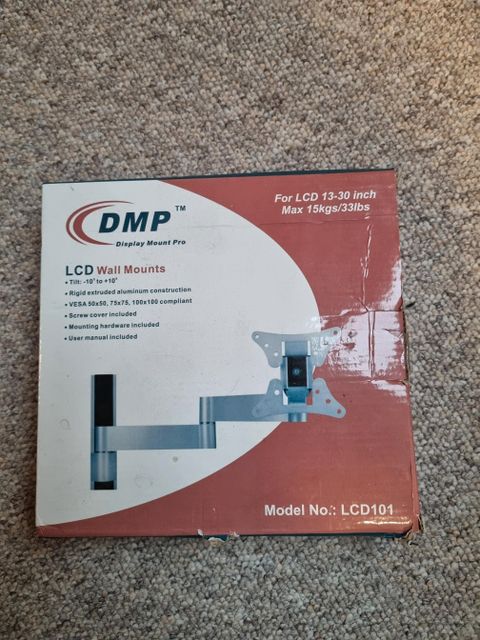 DMP™
Display Mount Pro
For LCD 13-30 inch
Max 15kgs/33lbs
LCD Wall Mounts
• Tilt: -10° to +10°
• Rigid extruded aluminum construction
• VESA 50x50, 75x75, 100x100 compliant
• Screw cover included
• Mounting hardware included
• User manual included
Model No.: LCD101